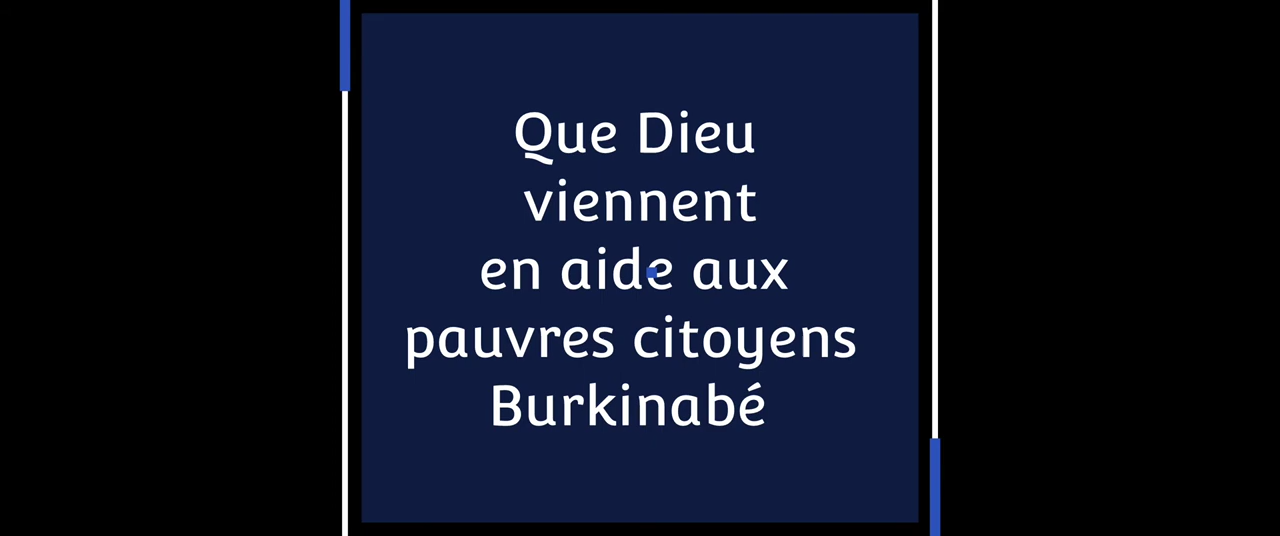 Que Dieu
viennent
en aide aux
pauvres citoyens
Burkinabé